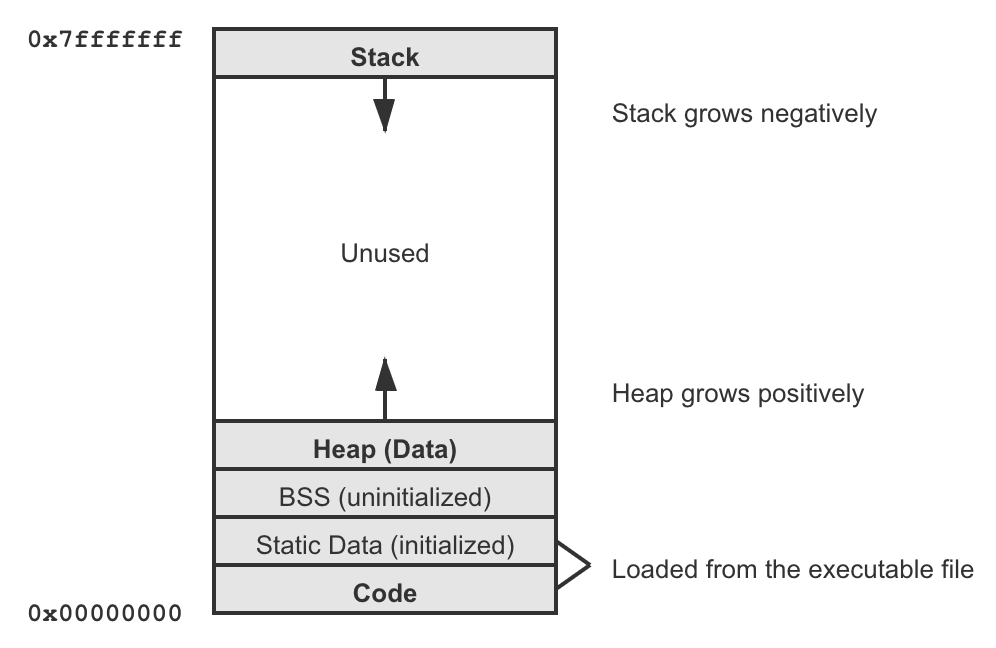 0x7fffffff
Stack
Stack grows negatively
Unused
Heap grows positively
Heap (Data)
BSS (uninitialized)
Static Data (initialized)
Loaded from the executable file
Code
0x00000000